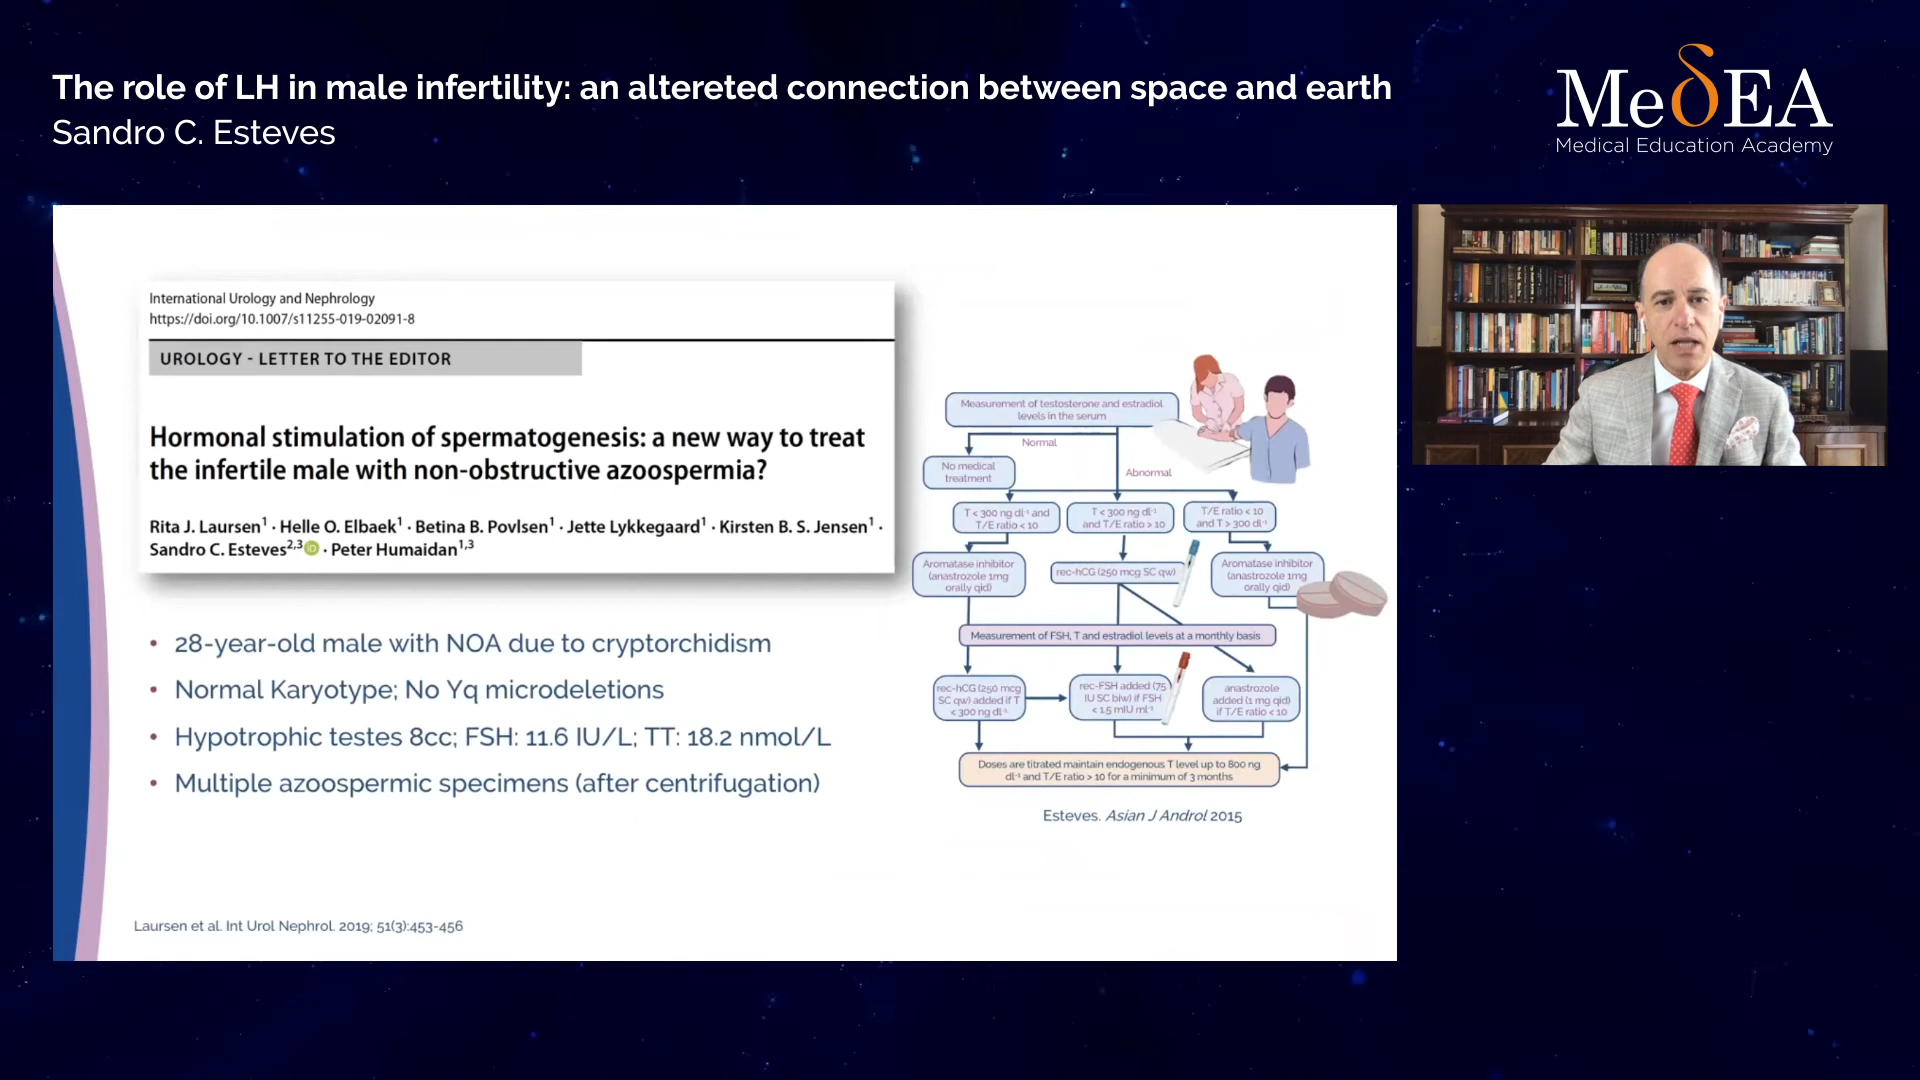 The role of LH in male infertility: an altereted connection between space and earth
Sandro C. Esteves
MeδEA
Medical Education Academy
International Urology and Nephrology
https://doi.org/10.1007/s11255-019-02091-8
UROLOGY - LETTER TO THE EDITOR
Hormonal stimulation of spermatogenesis: a new way to treat
the infertile male with non-obstructive azoospermia?
Rita J. Laursen1 · Helle O. Elbaek1 · Betina B. Povlsen1 · Jette Lykkegaard1 · Kirsten B. S. Jensen1 ·
Sandro C. Esteves2,3 · Peter Humaidan1,3
• 28-year-old male with NOA due to cryptorchidism
• Normal Karyotype; No Yq microdeletions
• Hypotrophic testes 8cc; FSH: 11.6 IU/L; TT: 18.2 nmol/L
• Multiple azoospermic specimens (after centrifugation)
Laursen et al. Int Urol Nephrol. 2019; 51(3):453-456
Measurement of testosterone and estradiol
levels in the serum
Normal
No medical
treatment
Abnormal
T < 300 ng dl-1 and
T/E ratio < 10
T < 300 ng dl-1
and T/E ratio > 10
T/E ratio < 10
and T > 300 dl-1
Aromatase inhibitor
(anastrozole 1mg
orally qid)
rec-hCG (250 mcg SC qw)
Aromatase inhibitor
(anastrozole 1mg
orally qid)
Measurement of FSH, T and estradiol levels at a monthly basis
rec-hCG (250 mcg
SC qw) added if T
< 300 ng dl-1
rec-FSH added (75
IU SC biw) if FSH
< 1.5 mIU ml-1
anastrozole
added (1 mg qid)
if T/E ratio < 10
Doses are titrated maintain endogenous T level up to 800 ng
dl-1 and T/E ratio > 10 for a minimum of 3 months
Esteves. Asian J Androl 2015